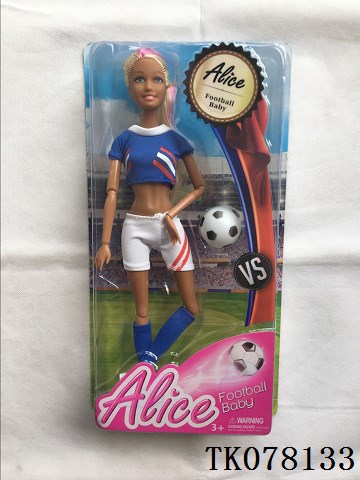 Alice
Football
Baby
VS
Alice
Football
Baby
3+
WARNING
TK078133